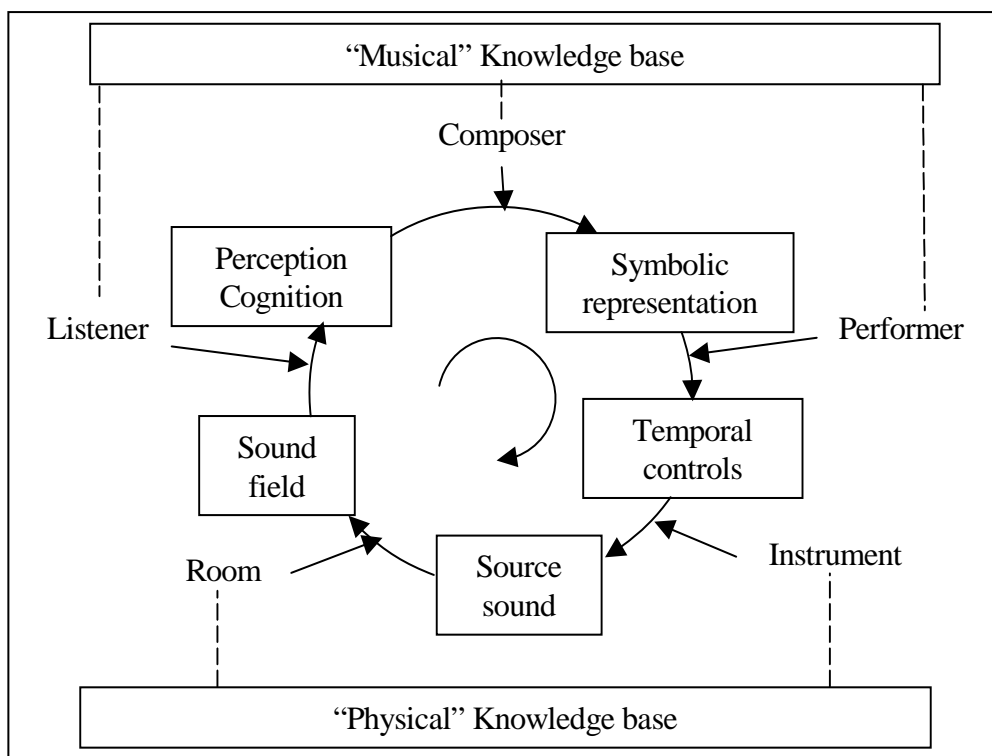 “Musical” Knowledge base
Composer
Perception
Cognition
Symbolic
representation
Listener
Performer
Sound
field
Temporal
controls
Room
Source
sound
Instrument
“Physical” Knowledge base